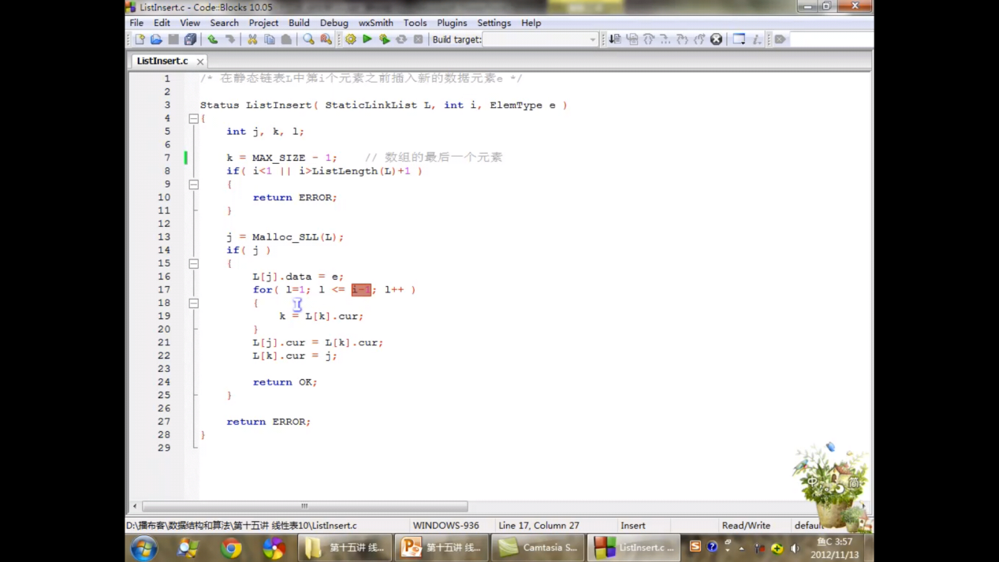 ListInsert.c - Code::Blocks 10.05
File Edit View Search Project Build Debug wxSmith Tools Plugins Settings Help
Build target:
ListInsert.c
1 /* 在静态链表L中第i个元素之前插入新的数据元素e */
2
3 Status ListInsert( StaticLinkList L, int i, ElemType e )
4 {
5 int j, k, l;
6
7 k = MAX_SIZE - 1; // 数组的最后一个元素
8 if( i<1 || i>ListLength(L)+1 )
9 {
10 return ERROR;
11 }
12
13 j = Malloc_SLL(L);
14 if( j )
15 {
16 L[j].data = e;
17 for( l=1; l <= i-1; l++ )
18 {
19 k = L[k].cur;
20 }
21 L[j].cur = L[k].cur;
22 L[k].cur = j;
23
24 return OK;
25 }
26
27 return ERROR;
28 }
29
中 简
D:\播布客\数据结构和算法\第十五讲 线性表10\ListInsert.c WINDOWS-936 Line 17, Column 27 Insert Read/Write default
第十五讲 线... 第十五讲 线... Camtasia S... ListInsert.c ... 鱼C 3:57
2012/11/13